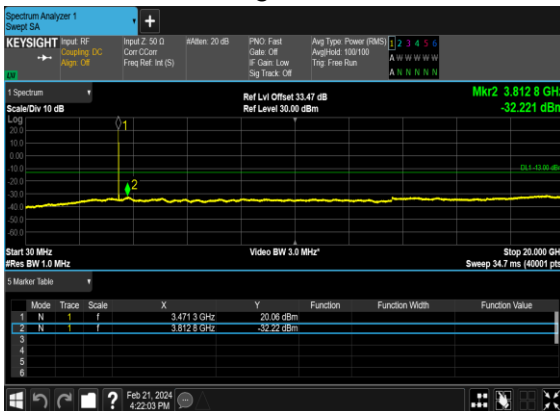 Spectrum Analyzer 1
Swept SA
+
KEYSIGHT Input: RF
Coupling: DC
Align: Off
Input Z: 50 Ω
Corr CCorr
Freq Ref: Int (S)
#Atten: 20 dB
PNO: Fast
Gate: Off
IF Gain: Low
Sig Track: Off
Avg Type: Power (RMS)
Avg|Hold: 100/100
Trig: Free Run
1 2 3 4 5 6
A W W W W W
A N N N N N
LV
1 Spectrum
Scale/Div 10 dB
Ref Lvl Offset 33.47 dB
Ref Level 30.00 dBm
Mkr2 3.812 8 GHz
-32.221 dBm
Log
20.0
10.0
0.00
-10.0
-20.0
-30.0
-40.0
-50.0
-60.0
1
2
DL1 -13.00 dBm
Start 30 MHz
#Res BW 1.0 MHz
Video BW 3.0 MHz*
Stop 20.000 GHz
Sweep 34.7 ms (40001 pts)
5 Marker Table
Mode Trace Scale X Y Function Function Width Function Value
1 N 1 f 3.471 3 GHz 20.06 dBm
2 N 1 f 3.812 8 GHz -32.22 dBm
3
4
5
6
?
Feb 21, 2024
4:22:03 PM